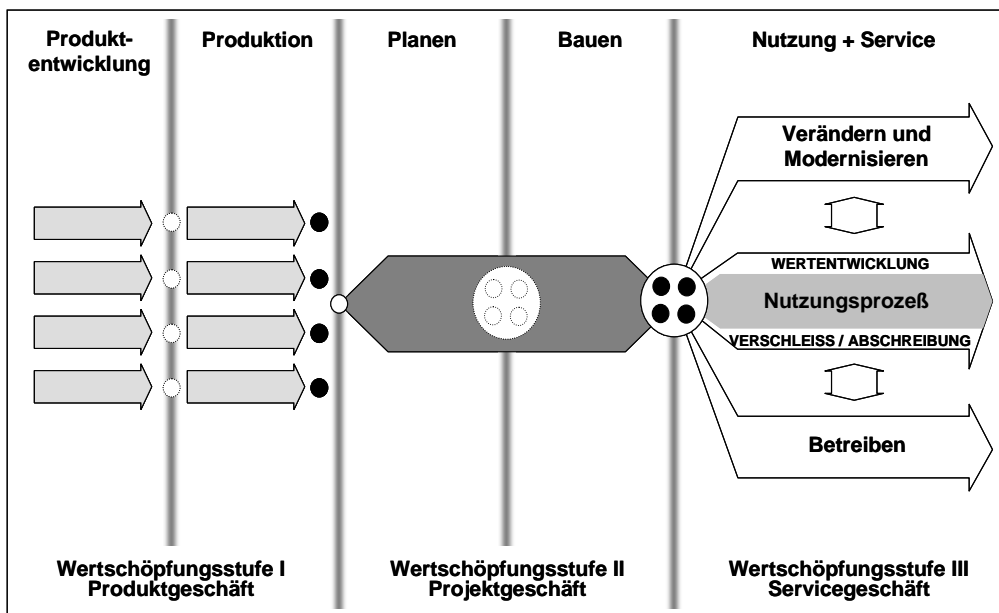 Produkt-
entwicklung
Produktion
Planen
Bauen
Nutzung + Service
Verändern und
Modernisieren
WERTENTWICKLUNG
Nutzungsprozeß
VERSCHLEISS / ABSCHREIBUNG
Betreiben
Wertschöpfungsstufe I
Produktgeschäft
Wertschöpfungsstufe II
Projektgeschäft
Wertschöpfungsstufe III
Servicegeschäft